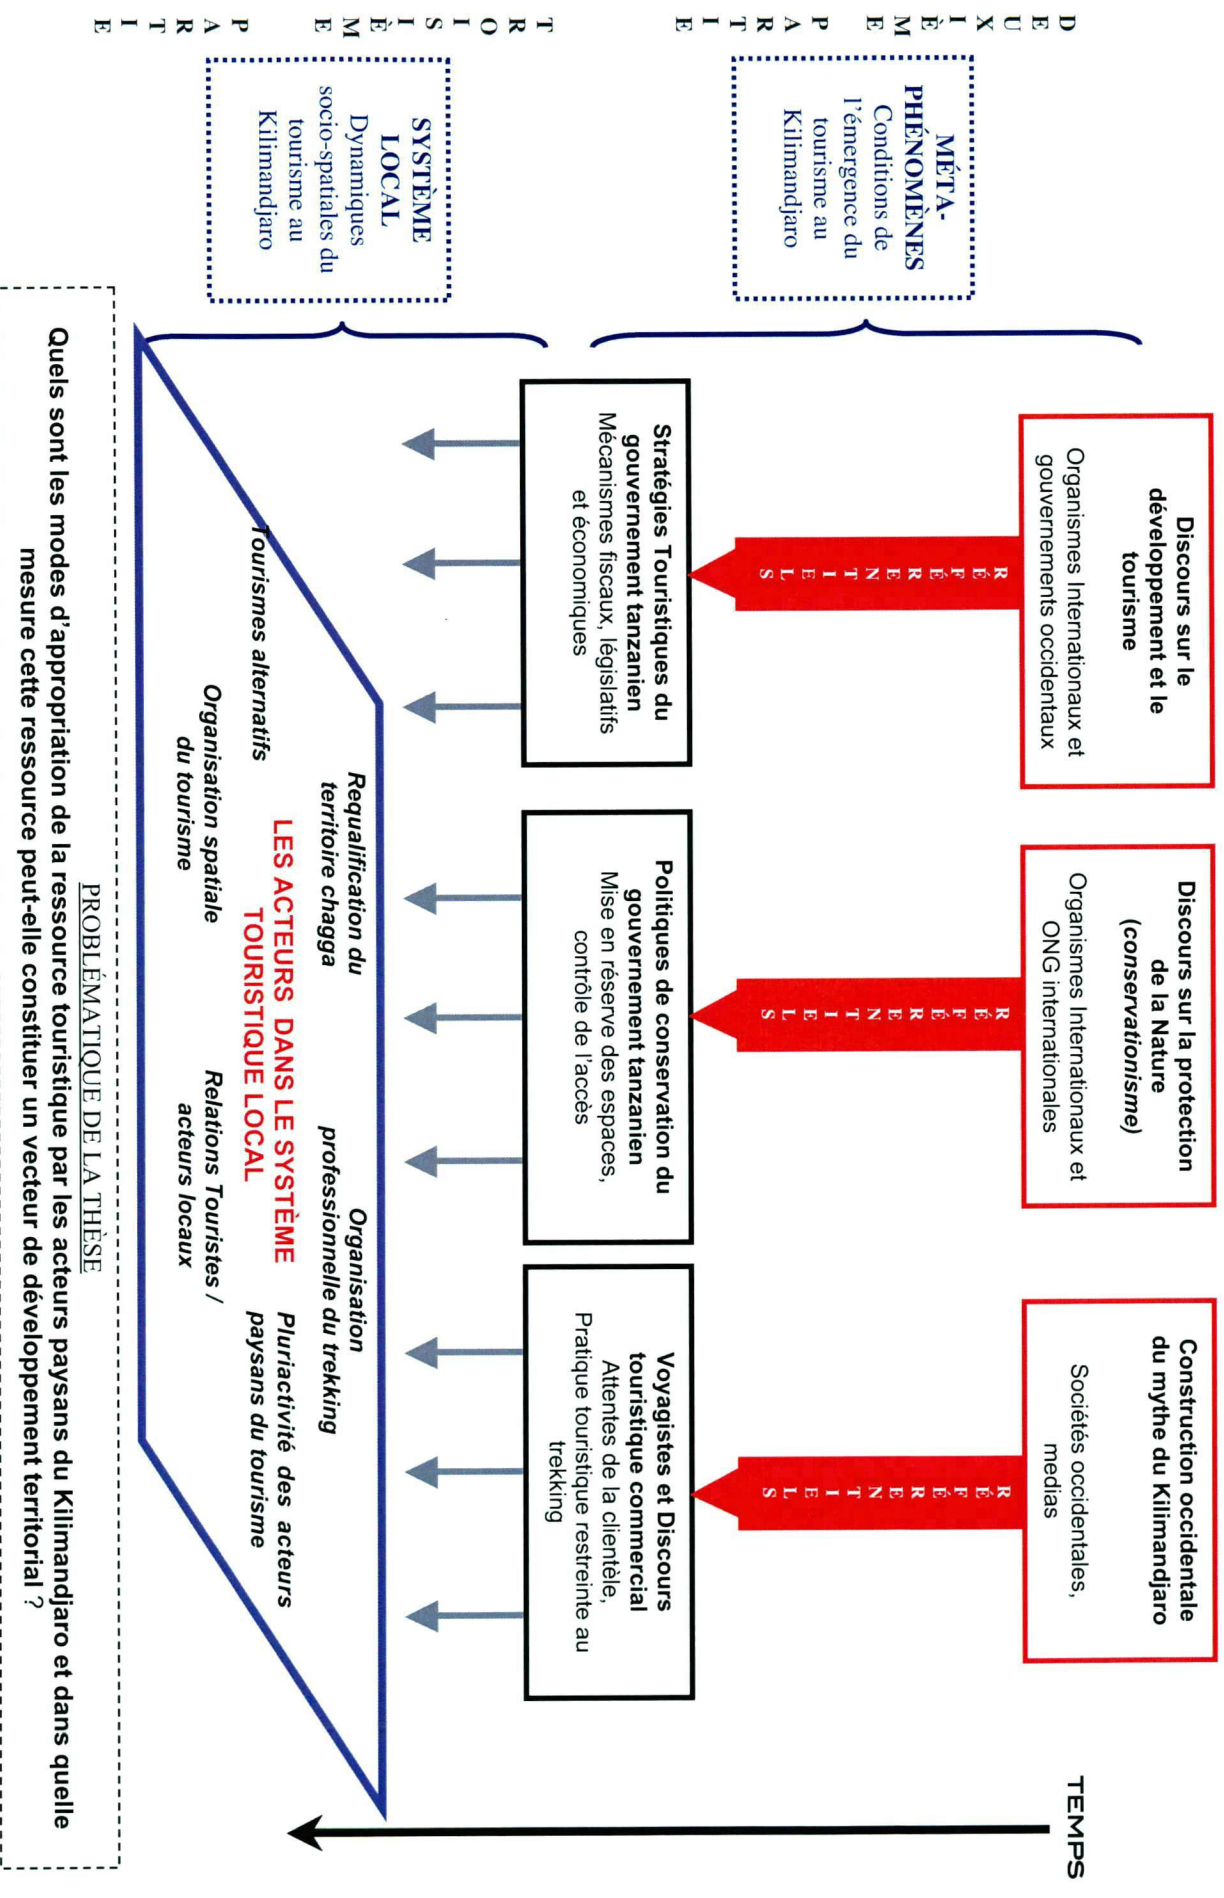 DEUXIÈME PARTIE
MÉTA-
PHÉNOMÈNES
Conditions de
l'émergence du
tourisme au
Kilimandjaro
TROISIÈME PARTIE
SYSTÈME
LOCAL
Dynamiques
socio-spatiales du
tourisme au
Kilimandjaro
Discours sur le
développement et le
tourisme
Organismes Internationaux et
gouvernements occidentaux
Discours sur la protection
de la Nature
(conservationisme)
Organismes Internationaux et
ONG internationales
Construction occidentale
du mythe du Kilimandjaro
Sociétés occidentales,
medias
TEMPS
RÉFÉRENTIELS
RÉFÉRENTIELS
RÉFÉRENTIELS
Stratégies Touristiques du
gouvernement tanzanien
Mécanismes fiscaux, législatifs
et économiques
Politiques de conservation du
gouvernement tanzanien
Mise en réserve des espaces,
contrôle de l'accès
Voyagistes et Discours
touristique commercial
Attentes de la clientèle,
Pratique touristique restreinte au
trekking
Requalification du
territoire chagga
Organisation
professionnelle du trekking
LES ACTEURS DANS LE SYSTÈME
TOURISTIQUE LOCAL
Tourismes alternatifs
Pluriactivité des acteurs
paysans du tourisme
Organisation spatiale
du tourisme
Relations Touristes /
acteurs locaux
PROBLÉMATIQUE DE LA THÈSE
Quels sont les modes d'appropriation de la ressource touristique par les acteurs paysans du Kilimandjaro et dans quelle
mesure cette ressource peut-elle constituer un vecteur de développement territorial ?